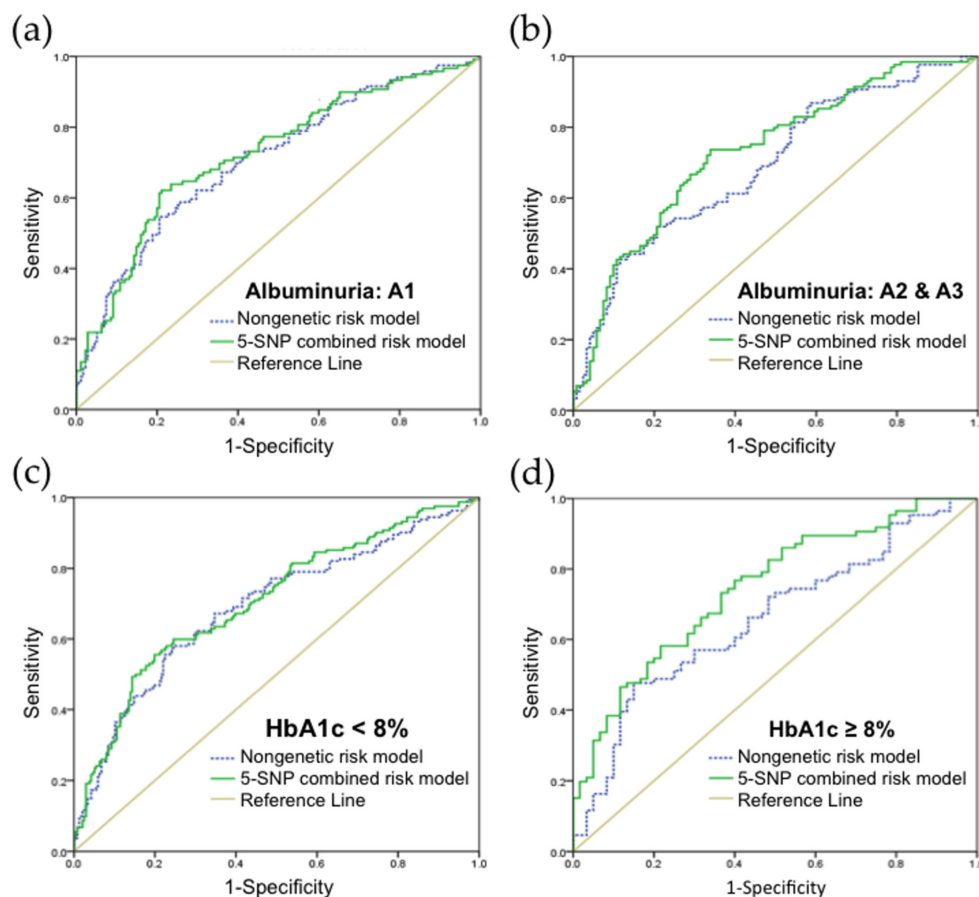 (a)
1.0
0.8
0.6
0.4
0.2
0.0
Sensitivity
Albuminuria: A1
Nongenetic risk model
5-SNP combined risk model
Reference Line
0.0 0.2 0.4 0.6 0.8 1.0
1-Specificity
(b)
1.0
0.8
0.6
0.4
0.2
0.0
Sensitivity
Albuminuria: A2 & A3
Nongenetic risk model
5-SNP combined risk model
Reference Line
0.0 0.2 0.4 0.6 0.8 1.0
1-Specificity
(c)
1.0
0.8
0.6
0.4
0.2
0.0
Sensitivity
HbA1c < 8%
Nongenetic risk model
5-SNP combined risk model
Reference Line
0.0 0.2 0.4 0.6 0.8 1.0
1-Specificity
(d)
1.0
0.8
0.6
0.4
0.2
0.0
Sensitivity
HbA1c ≥ 8%
Nongenetic risk model
5-SNP combined risk model
Reference Line
0.0 0.2 0.4 0.6 0.8 1.0
1-Specificity